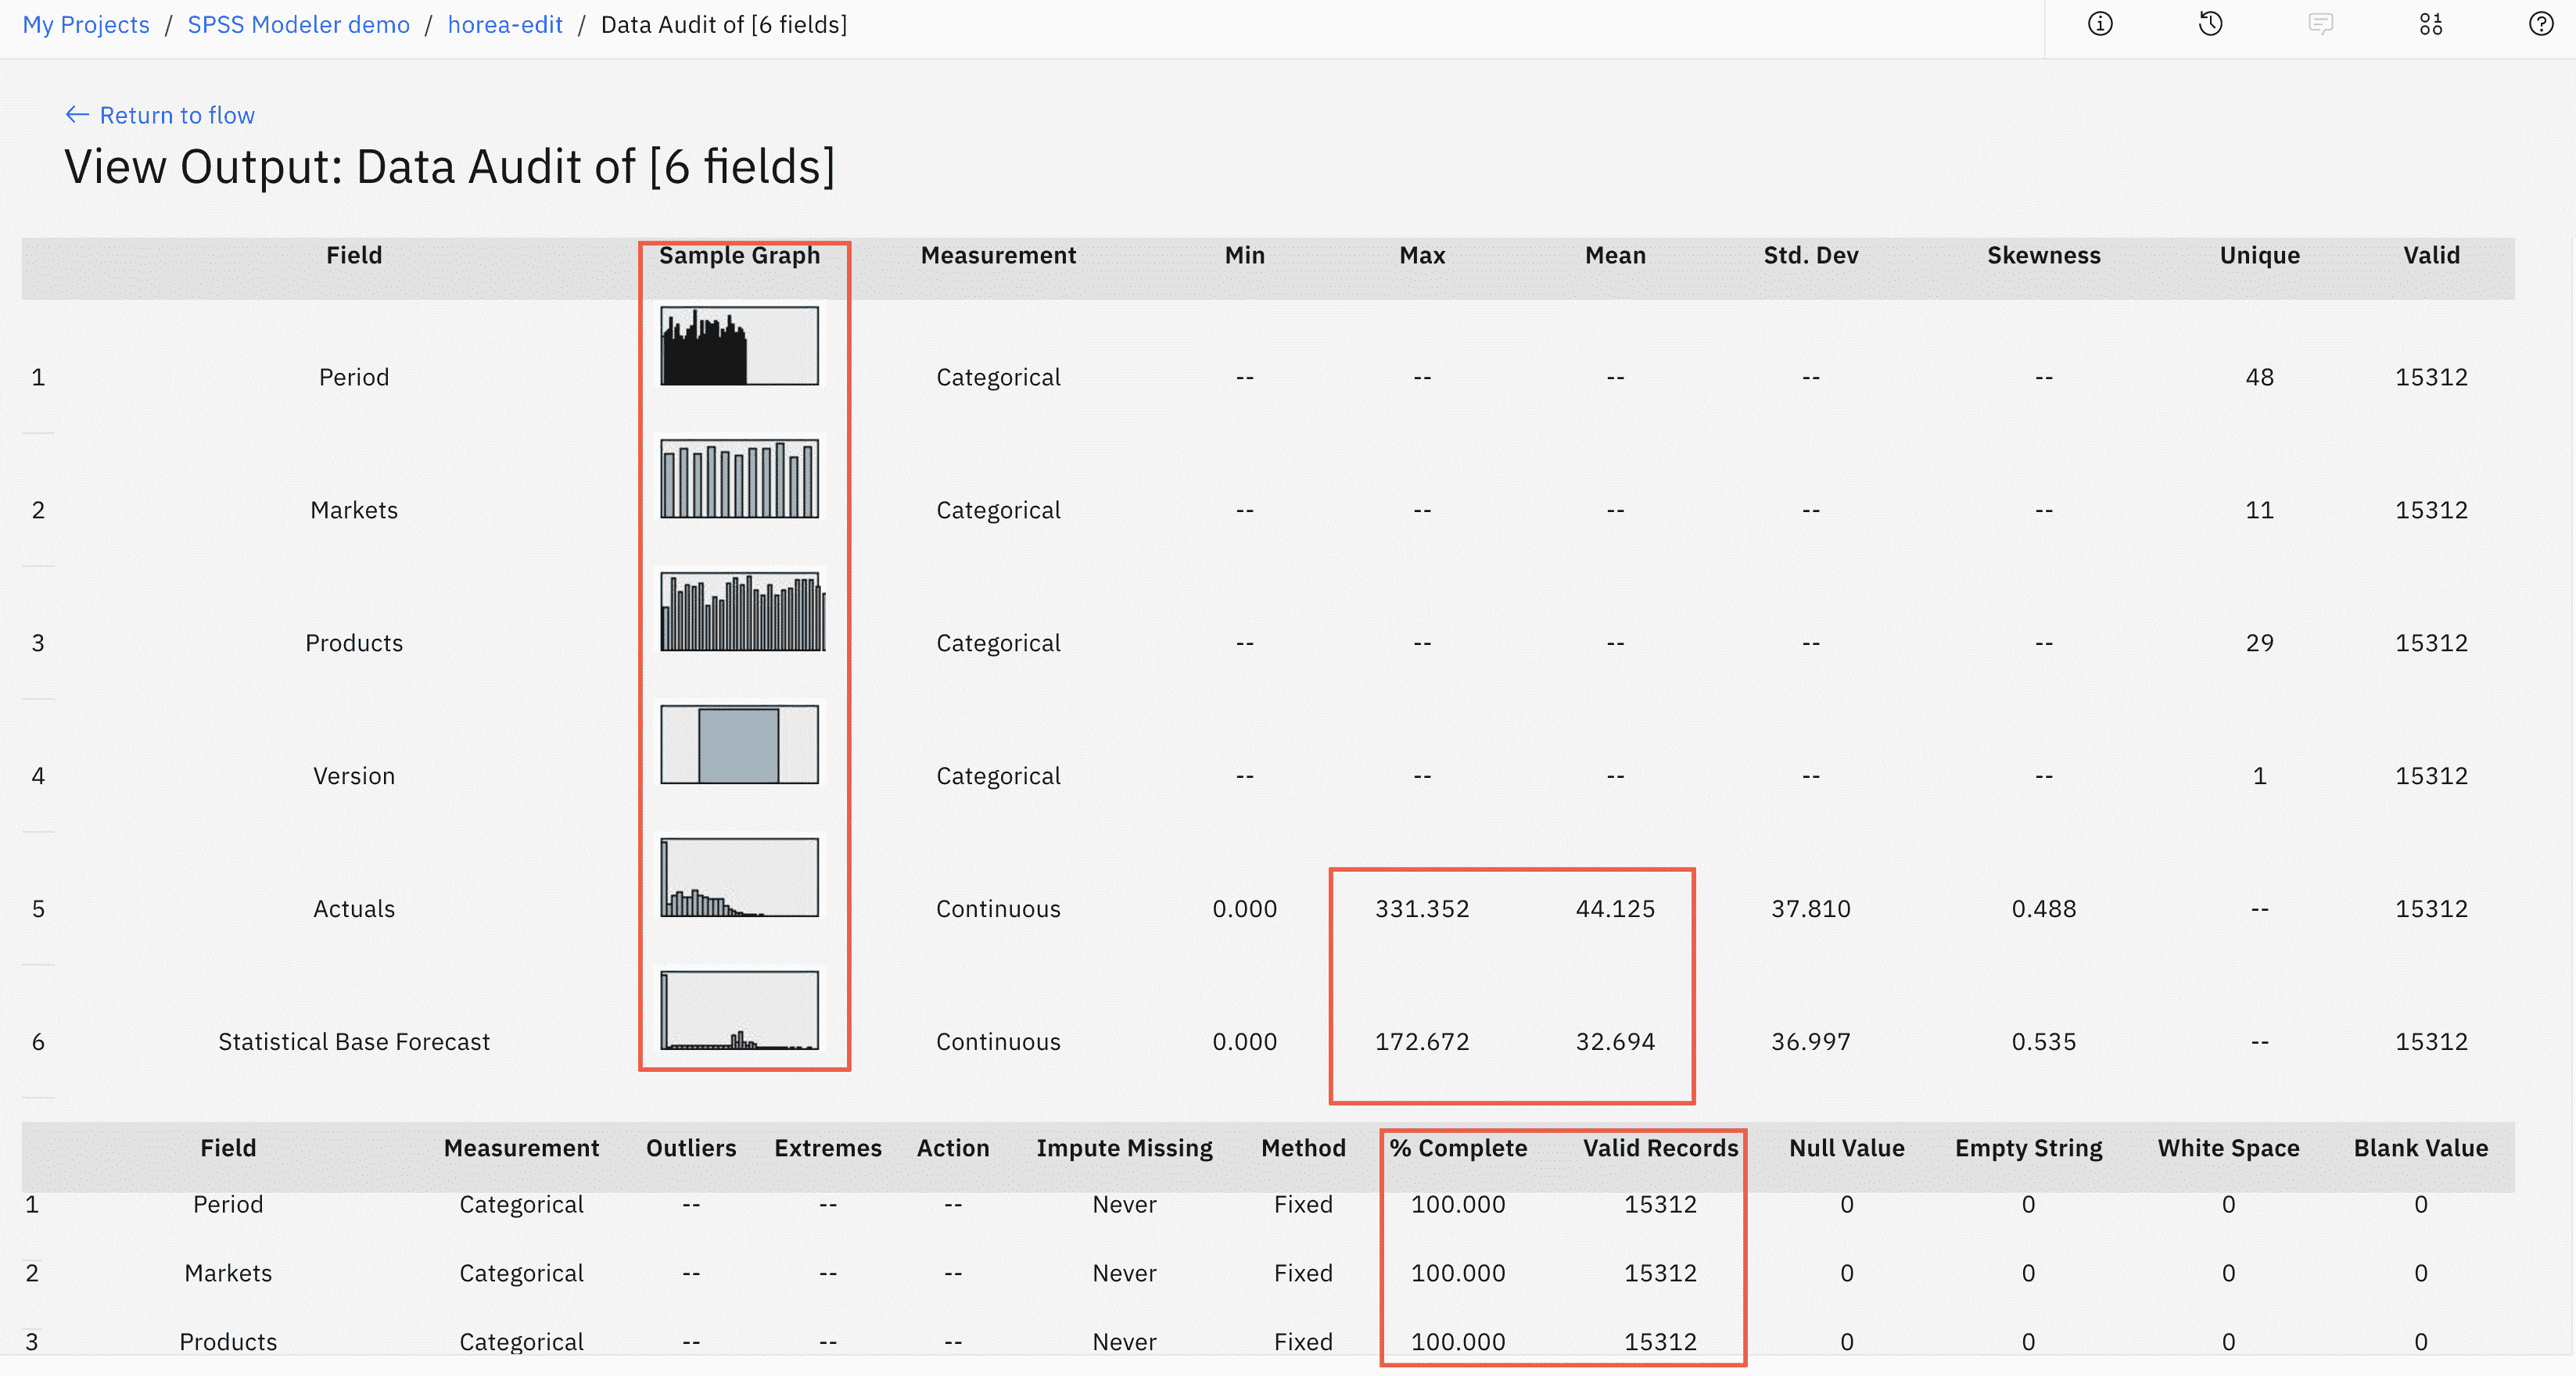 My Projects / SPSS Modeler demo / horea-edit / Data Audit of [6 fields]
← Return to flow
View Output: Data Audit of [6 fields]
Field Sample Graph Measurement Min Max Mean Std. Dev Skewness Unique Valid
1 Period Categorical -- -- -- -- -- 48 15312
2 Markets Categorical -- -- -- -- -- 11 15312
3 Products Categorical -- -- -- -- -- 29 15312
4 Version Categorical -- -- -- -- -- 1 15312
5 Actuals Continuous 0.000 331.352 44.125 37.810 0.488 -- 15312
6 Statistical Base Forecast Continuous 0.000 172.672 32.694 36.997 0.535 -- 15312
Field Measurement Outliers Extremes Action Impute Missing Method % Complete Valid Records Null Value Empty String White Space Blank Value
1 Period Categorical -- -- -- Never Fixed 100.000 15312 0 0 0 0
2 Markets Categorical -- -- -- Never Fixed 100.000 15312 0 0 0 0
3 Products Categorical -- -- -- Never Fixed 100.000 15312 0 0 0 0